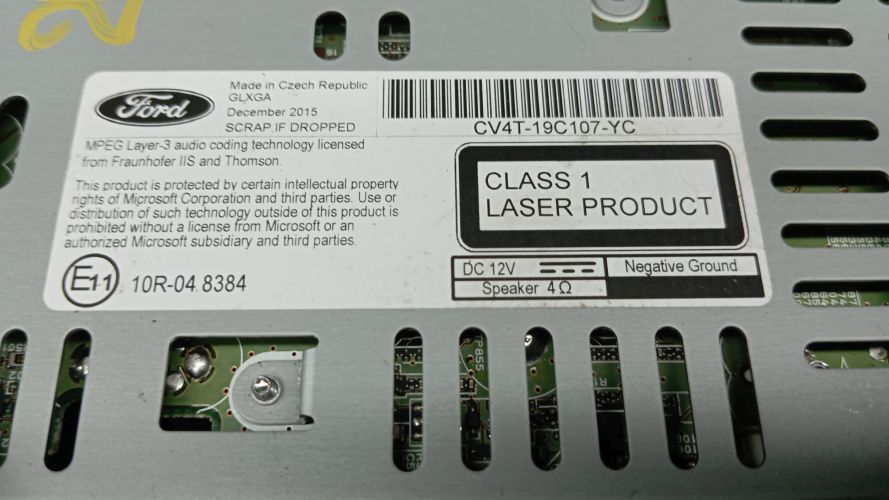 Ford
Made in Czech Republic
GLXGA
December 2015
SCRAP IF DROPPED
CV4T-19C107-YC
MPEG Layer-3 audio coding technology licensed
from Fraunhofer IIS and Thomson.
This product is protected by certain intellectual property
rights of Microsoft Corporation and third parties. Use or
distribution of such technology outside of this product is
prohibited without a license from Microsoft or an
authorized Microsoft subsidiary and third parties.
CLASS 1
LASER PRODUCT
DC 12V
Negative Ground
Speaker 4Ω
E11 10R-04 8384